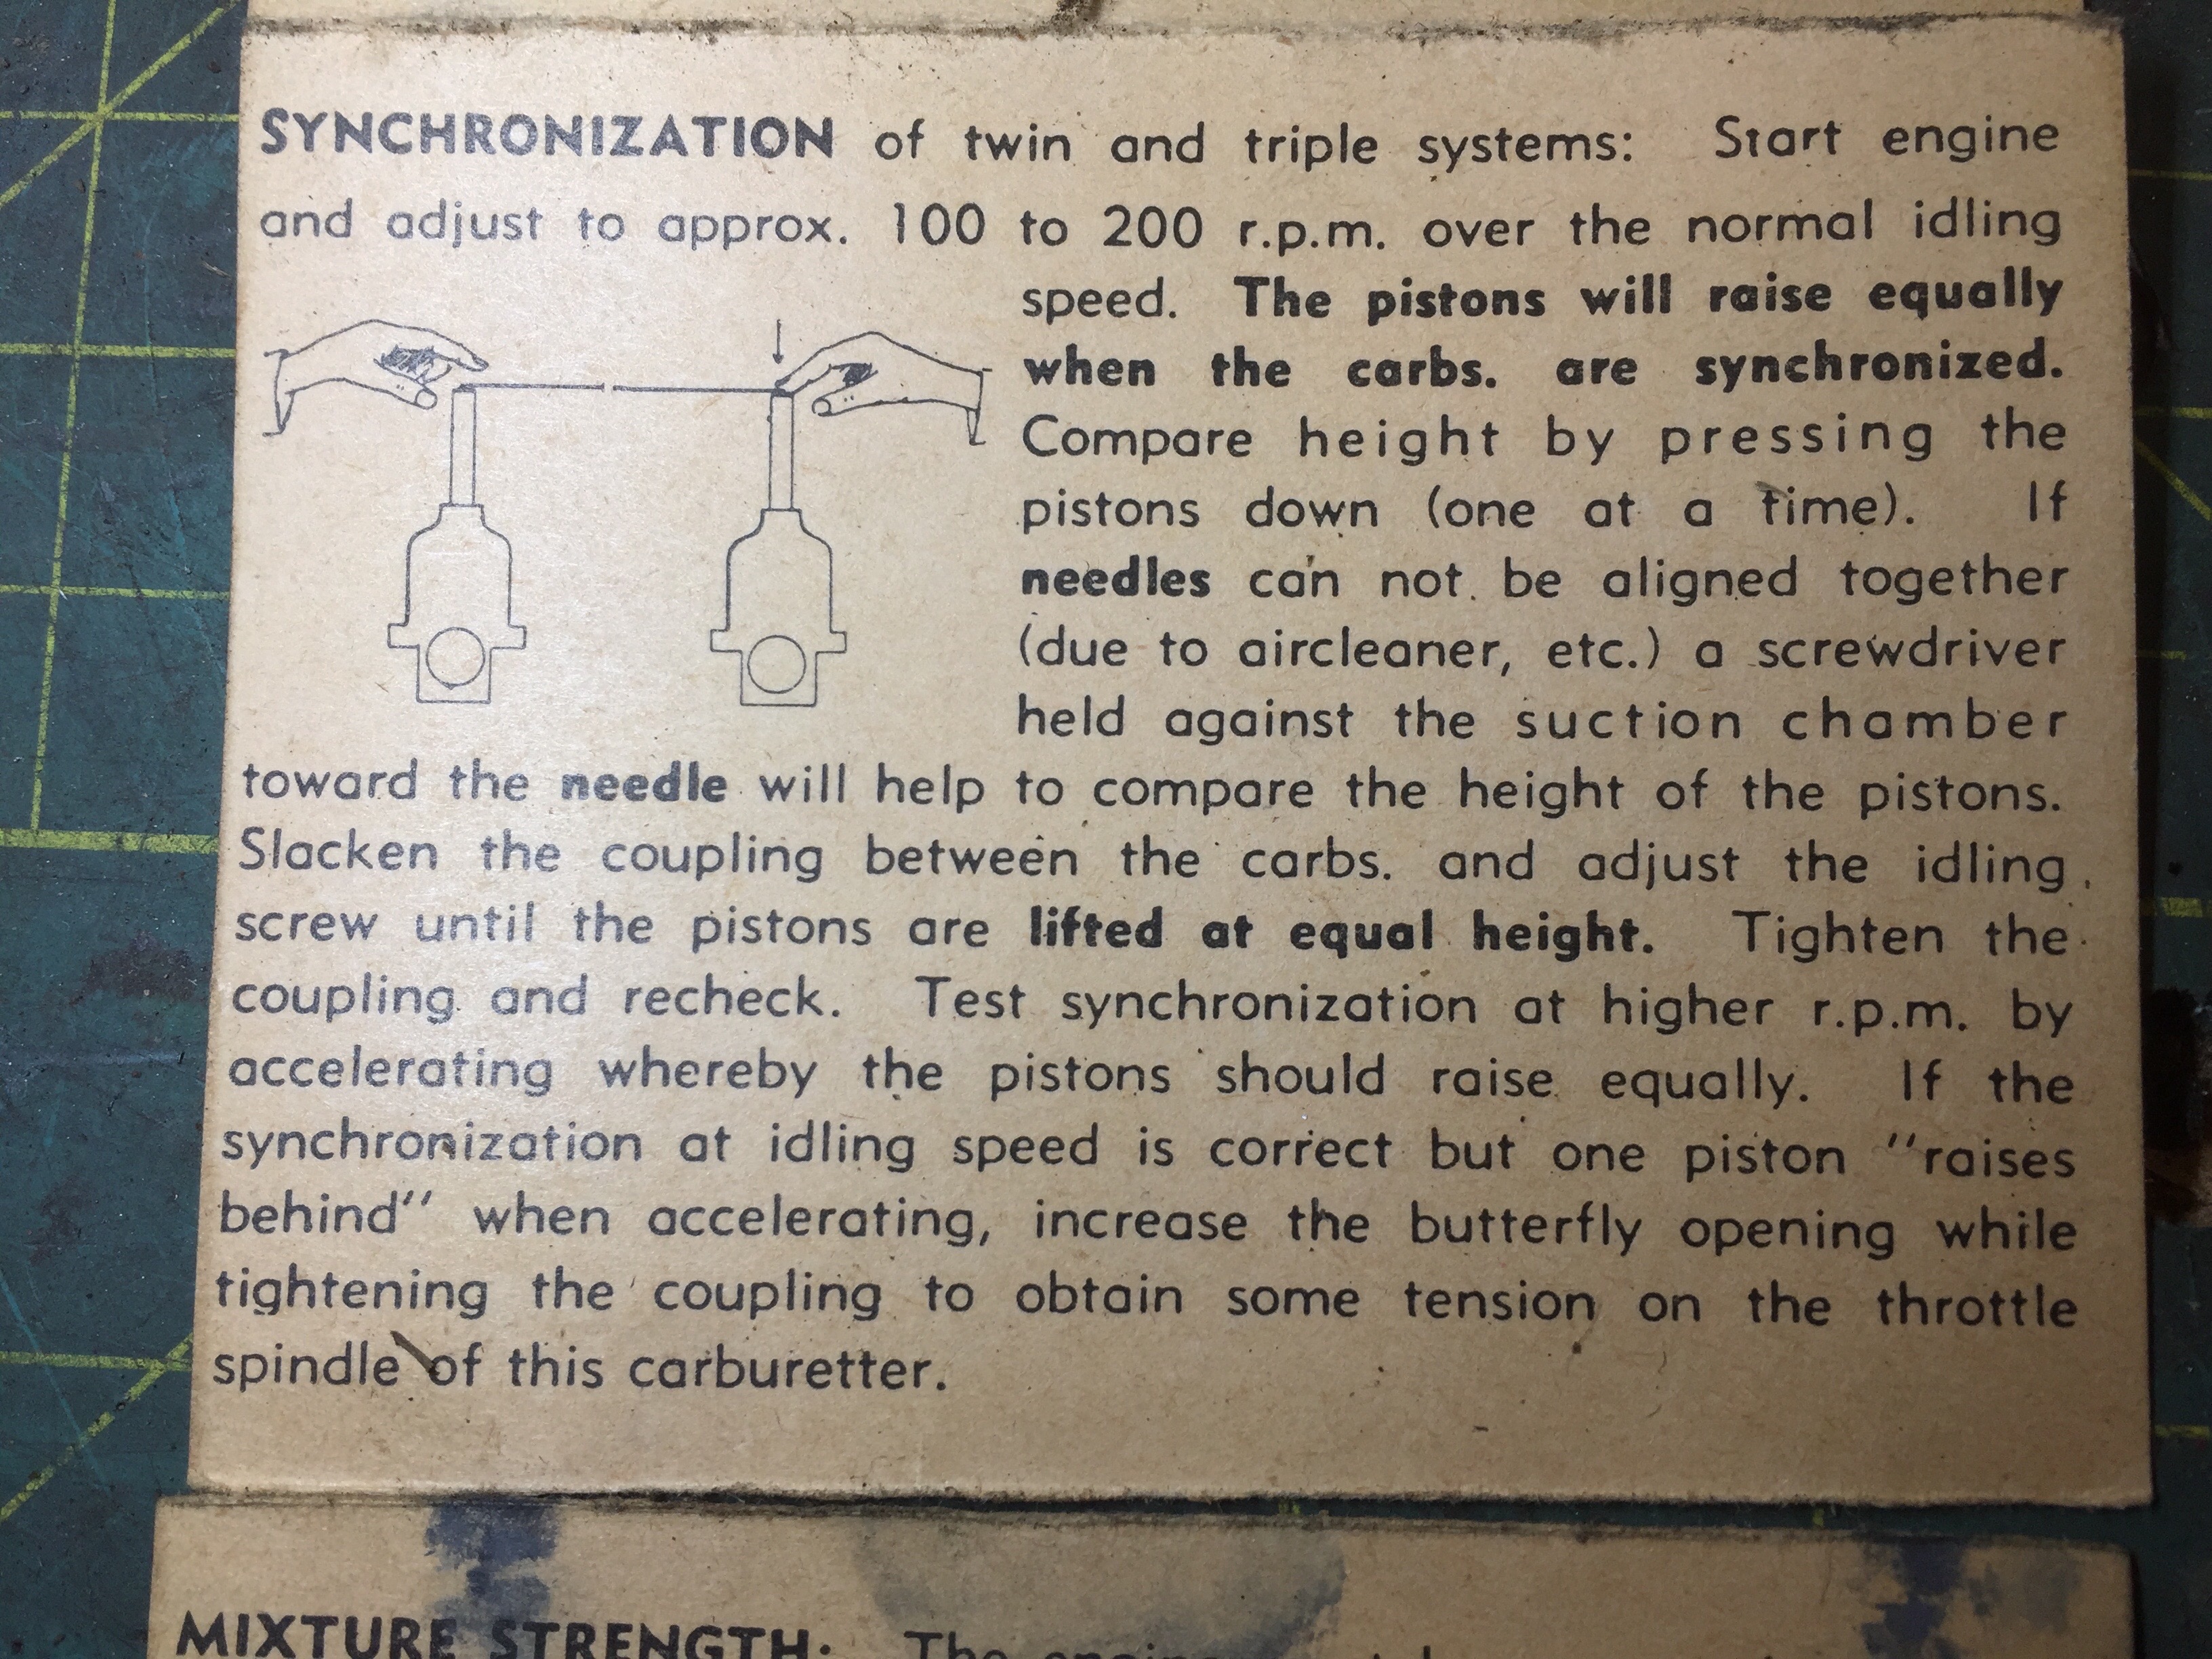 SYNCHRONIZATION of twin and triple systems: Start engine
and adjust to approx. 100 to 200 r.p.m. over the normal idling
speed. The pistons will raise equally
when the carbs. are synchronized.
Compare height by pressing the
pistons down (one at a time). If
needles can not be aligned together
(due to aircleaner, etc.) a screwdriver
held against the suction chamber
toward the needle will help to compare the height of the pistons.
Slacken the coupling between the carbs. and adjust the idling
screw until the pistons are lifted at equal height. Tighten the
coupling and recheck. Test synchronization at higher r.p.m. by
accelerating whereby the pistons should raise equally. If the
synchronization at idling speed is correct but one piston "raises
behind" when accelerating, increase the butterfly opening while
tightening the coupling to obtain some tension on the throttle
spindle of this carburetter.
MIXTURE STRENGTH: The engine